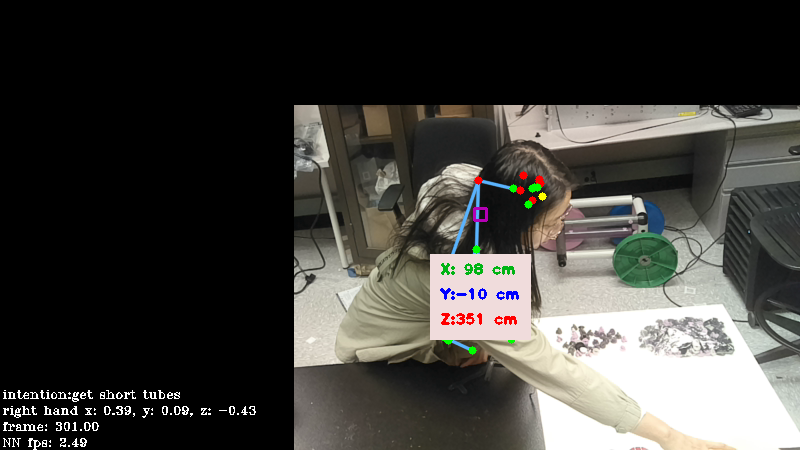 X: 98 cm
Y:-10 cm
Z:351 cm
intention:get short tubes
right hand x: 0.39, y: 0.09, z: -0.43
frame: 301.00
NN fps: 2.49